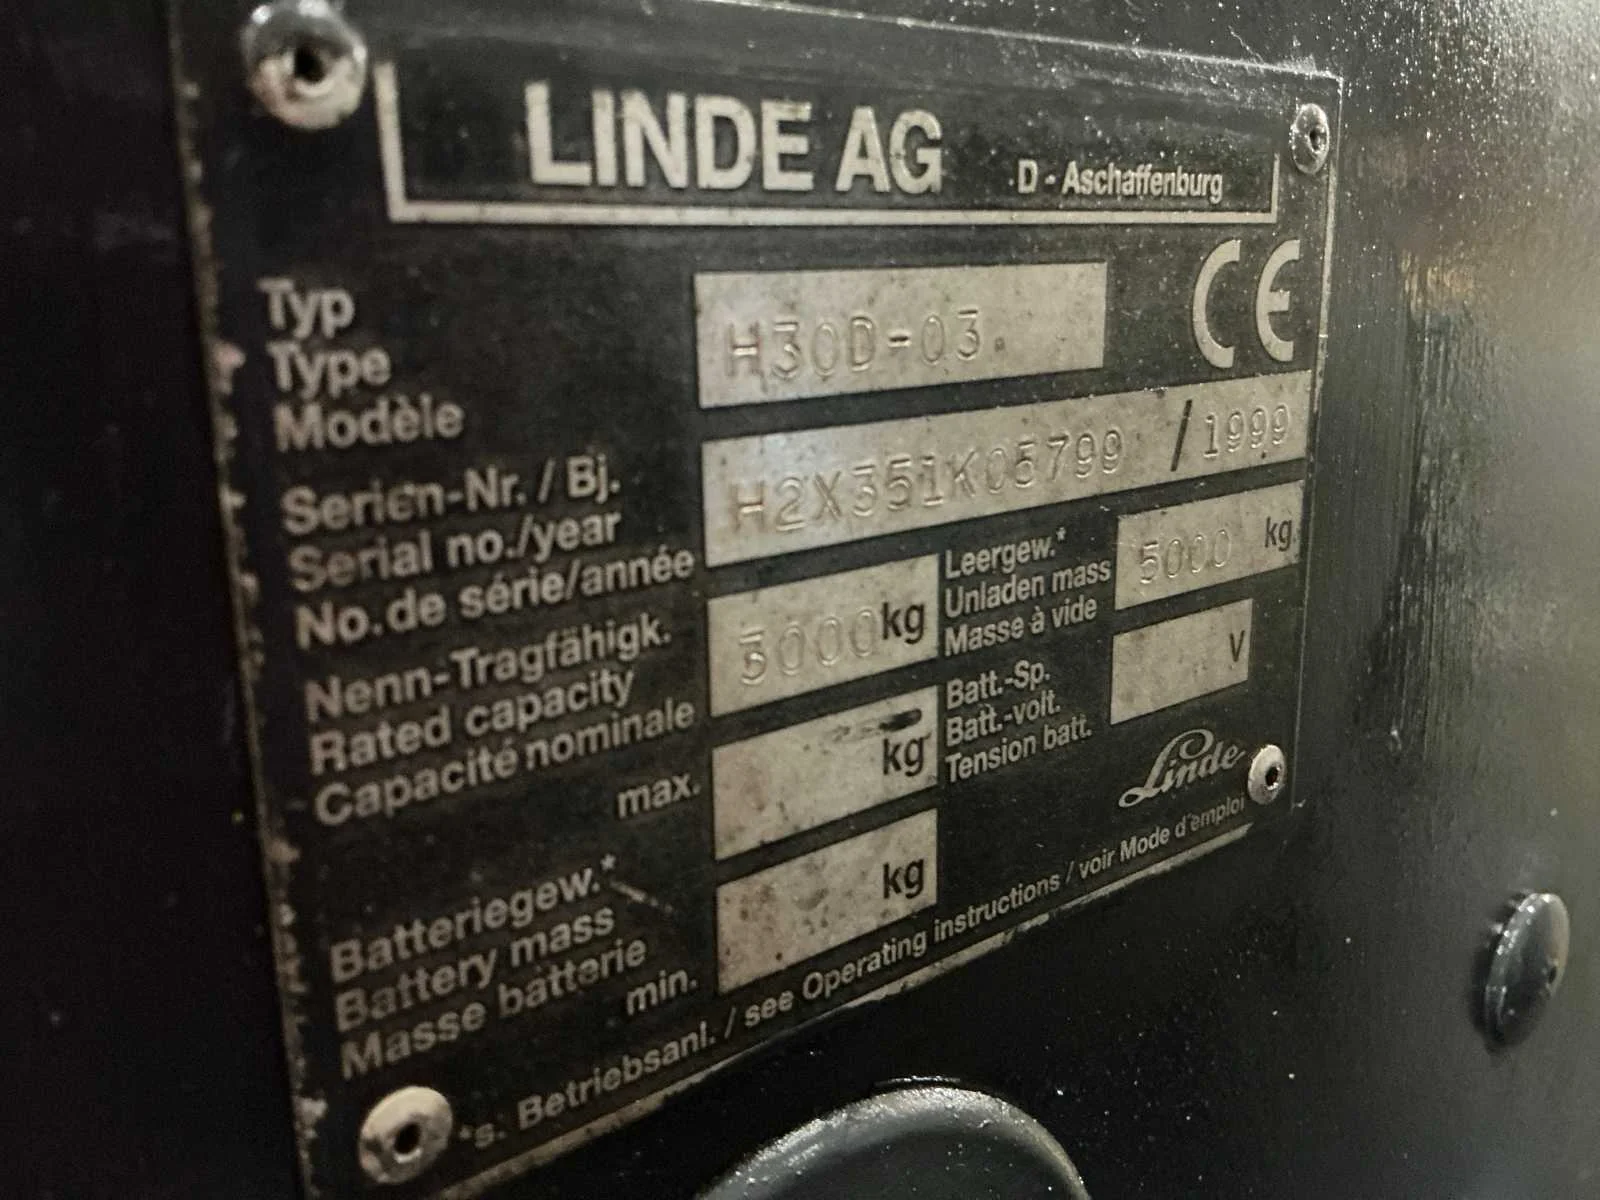 LINDE AG D - Aschaffenburg
Typ
Type
Modèle
H30D-03.
CE
Serien-Nr. / Bj.
Serial no./year
No.de série/année
H2X351K05799 / 1999
Nenn-Tragfähigk.
Rated capacity
Capacité nominale
3000 kg
Leergew.*
Unladen mass
Masse à vide
5000 kg
max.
kg
Batt.-Sp.
Batt.-volt.
Tension batt.
V
Batteriegew.*
Battery mass
Masse batterie
min.
kg
Linde
*s. Betriebsanl. / see Operating instructions / voir Mode d'emploi